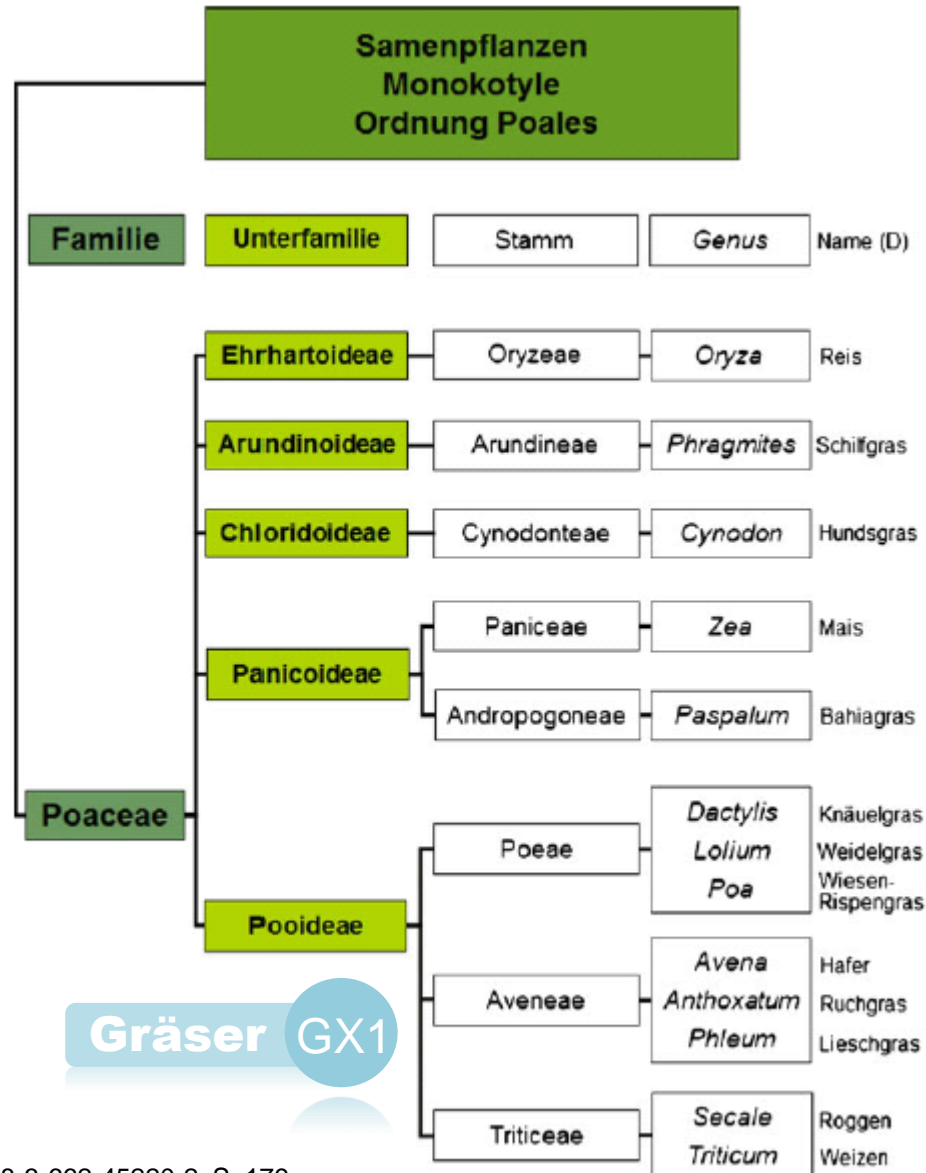 Samenpflanzen
Monokotyle
Ordnung Poales
Familie Unterfamilie Stamm Genus Name (D)
Ehrhartoideae Oryzeae Oryza Reis
Arundinoideae Arundineae Phragmites Schilfgras
Chloridoideae Cynodonteae Cynodon Hundsgras
Panicoideae
Paniceae Zea Mais
Andropogoneae Paspalum Bahiagras
Poaceae
Pooideae
Poeae
Dactylis Knäuelgras
Lolium Weidelgras
Poa Wiesen-
Rispengras
Aveneae
Avena Hafer
Anthoxatum Ruchgras
Phleum Lieschgras
Triticeae
Secale Roggen
Triticum Weizen
Gräser GX1